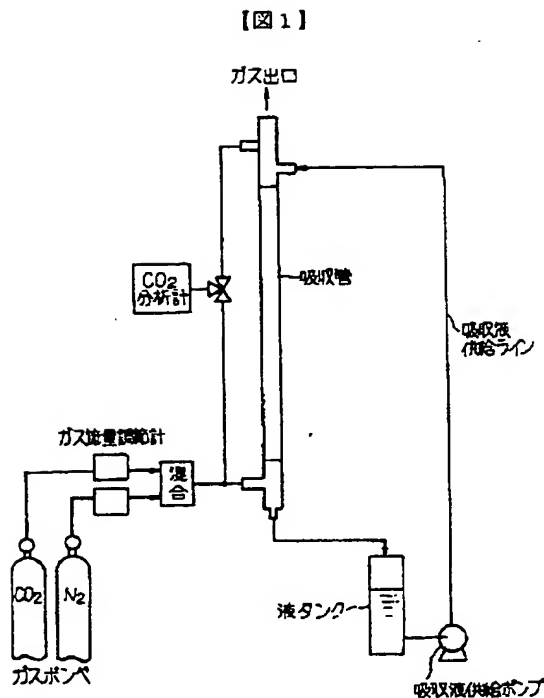 【図1】
ガス出口
CO2
分析計
吸収管
吸収液
供給ライン
ガス流量調節計
混合
CO2
N2
ガスボンベ
液タンク
吸収液供給ポンプ